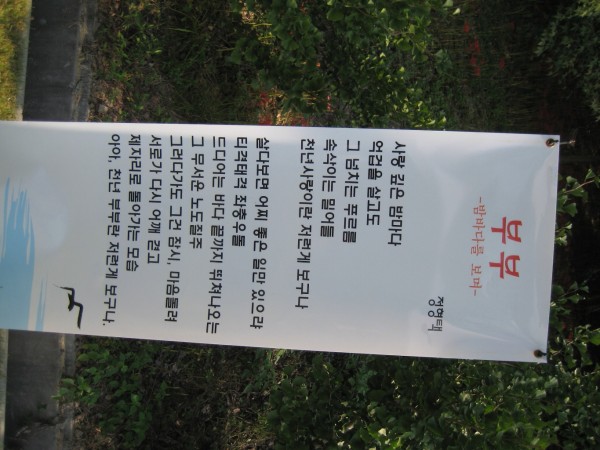 부부
-밤바다를 보며-
정형택
사랑 깊은 밤마다
억겁을 살고도
그 넘치는 푸르름
속삭이는 밀어들
천년사랑이란 저런게 보구나
살다보면 어찌 좋은 일만 있으랴
티격태격 좌충우돌
드디어는 바다 끝까지 뛰쳐나오는
그 무서운 노도질주
그러다가도 그건 잠시, 마음돌려
서로가 다시 어깨 걷고
제자리로 돌아가는 모습
아아, 천년 부부란 저런게 보구나.